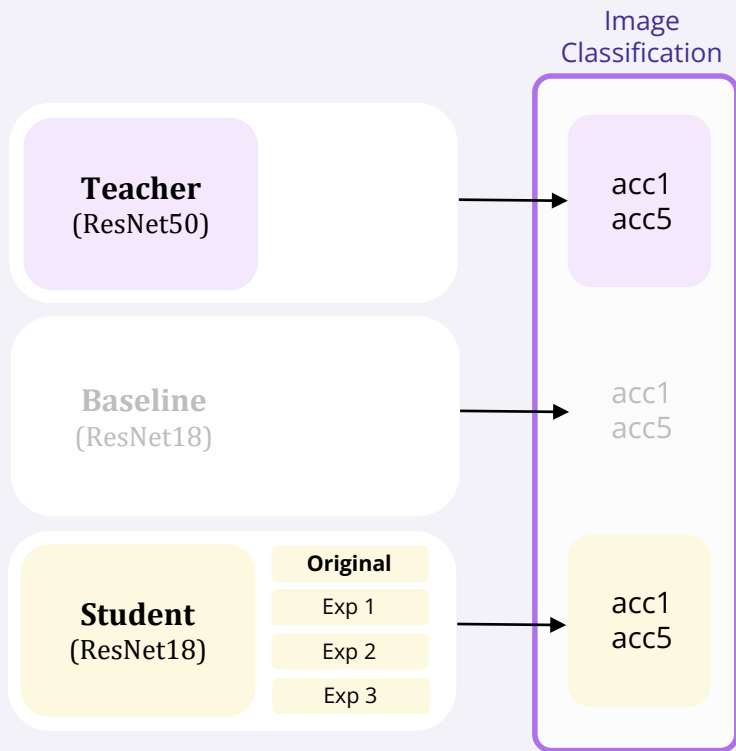 Image
Classification
Teacher
(ResNet50)
acc1
acc5
Baseline
(ResNet18)
acc1
acc5
Student
(ResNet18)
Original
Exp 1
Exp 2
Exp 3
acc1
acc5